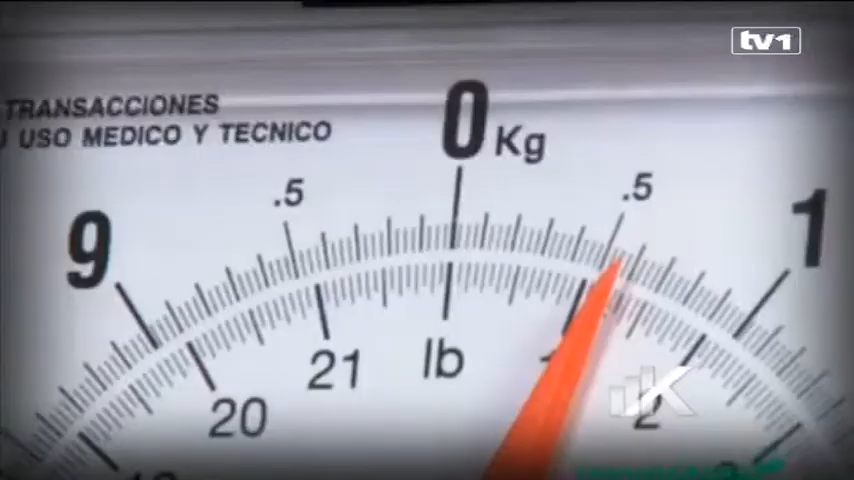 tv1
TRANSACCIONES
USO MEDICO Y TECNICO
0 Kg
.5
.5
9
1
lb
21
20
2